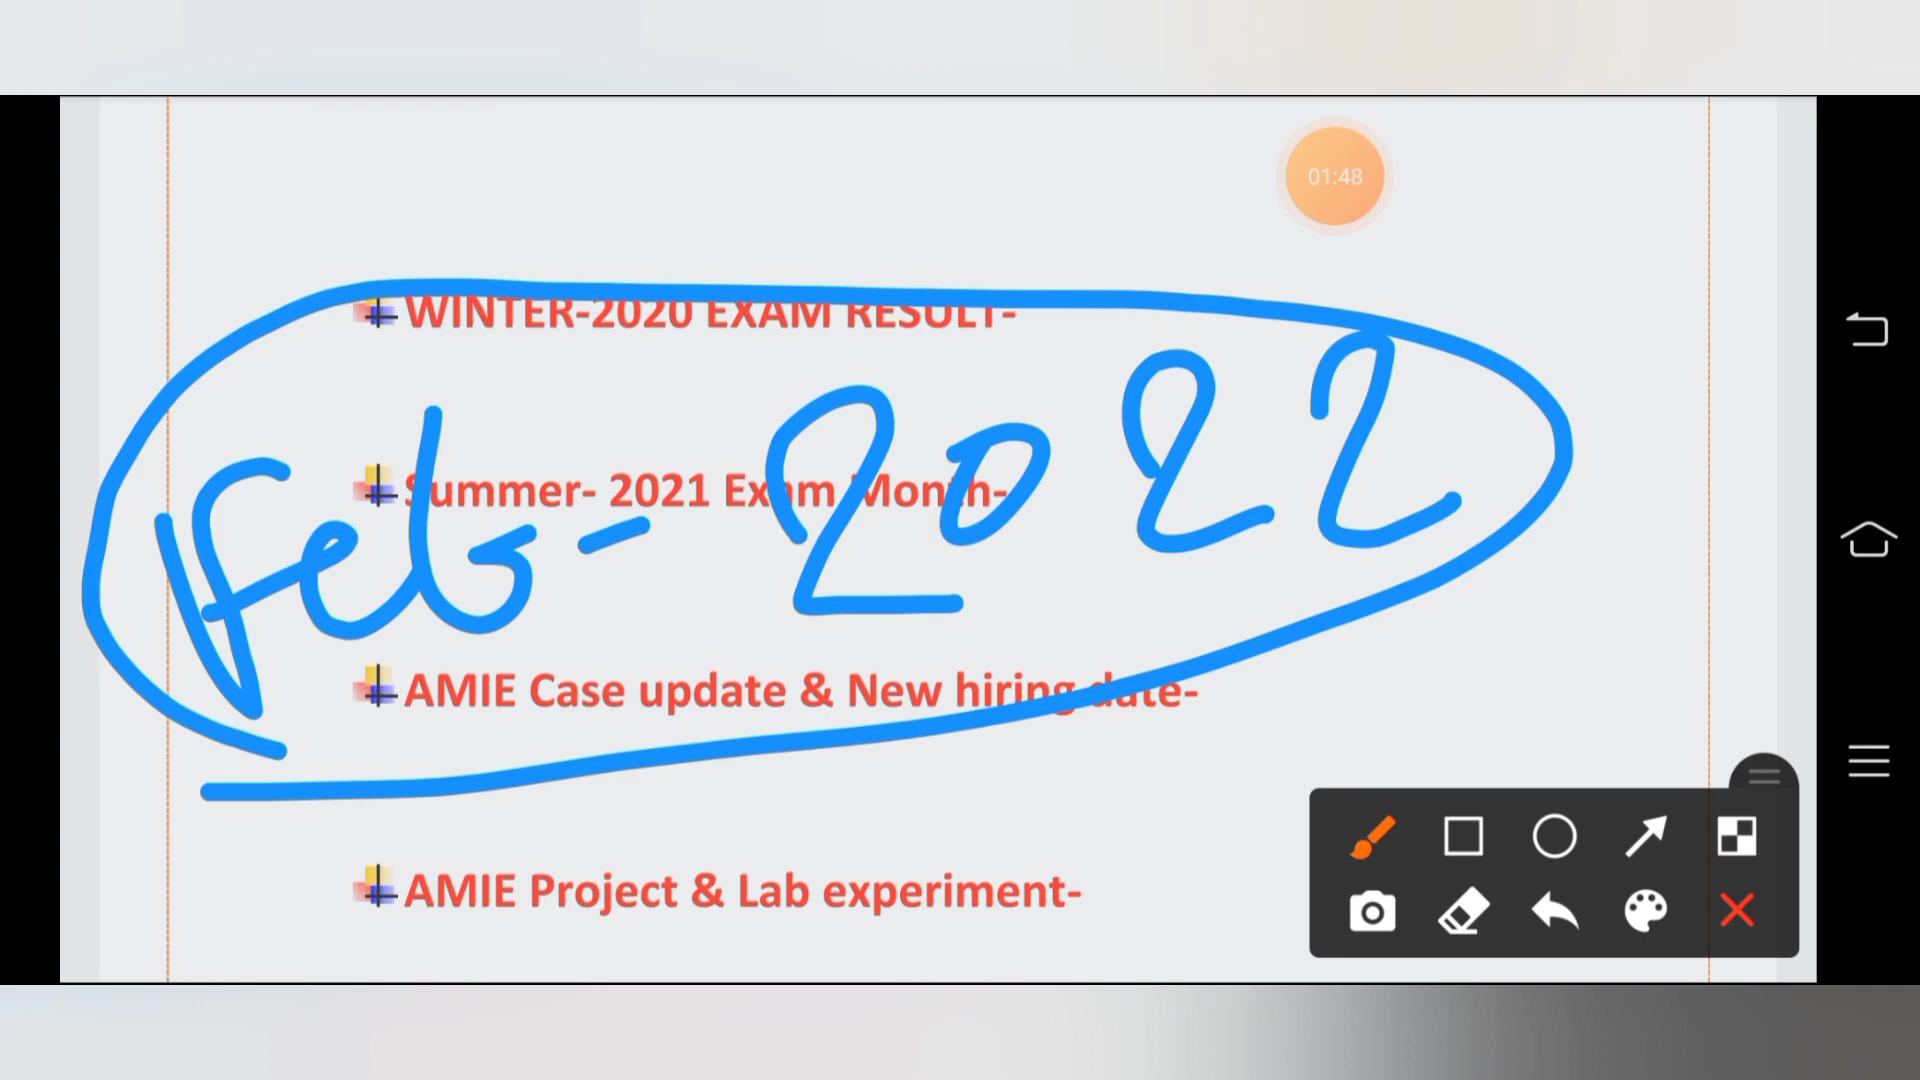 01:48
WINTER-2020 EXAM RESULT-
Feb- 2022
Summer- 2021 Exam Month-
AMIE Case update & New hiring date-
AMIE Project & Lab experiment-